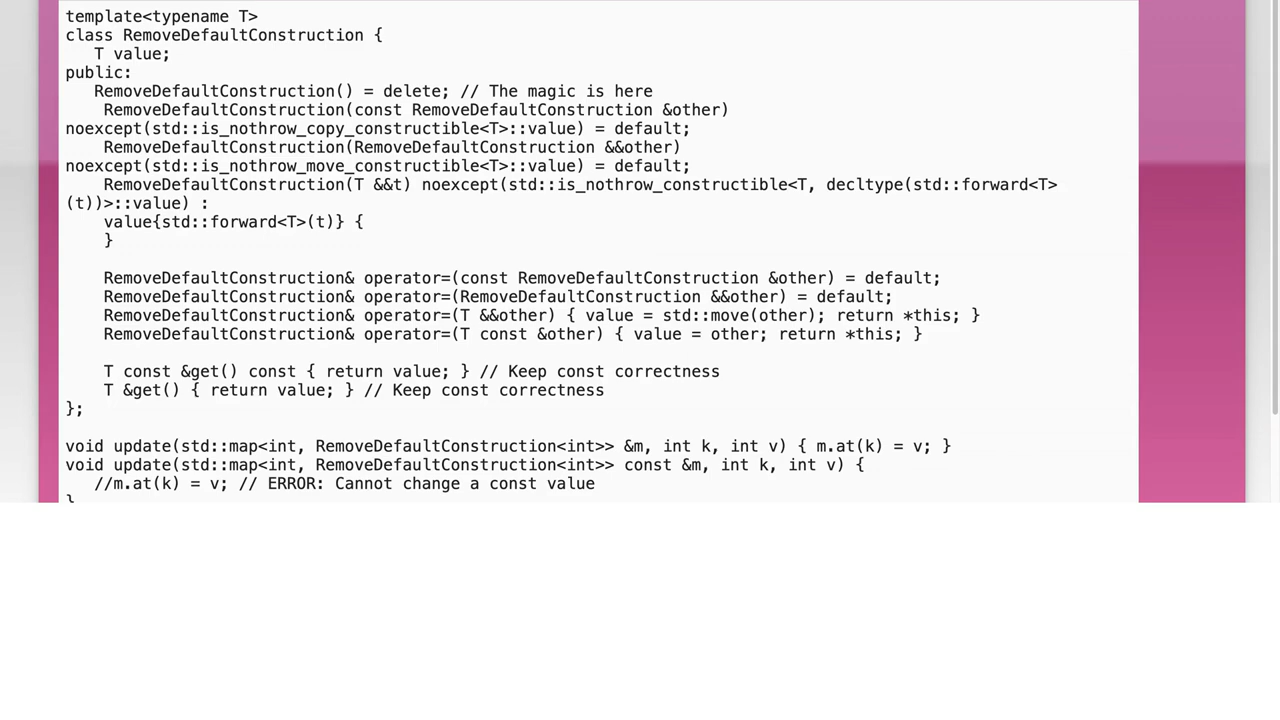 template<typename T>
class RemoveDefaultConstruction {
   T value;
public:
   RemoveDefaultConstruction() = delete; // The magic is here
    RemoveDefaultConstruction(const RemoveDefaultConstruction &other)
noexcept(std::is_nothrow_copy_constructible<T>::value) = default;
    RemoveDefaultConstruction(RemoveDefaultConstruction &&other)
noexcept(std::is_nothrow_move_constructible<T>::value) = default;
    RemoveDefaultConstruction(T &&t) noexcept(std::is_nothrow_constructible<T, decltype(std::forward<T>
(t))>::value) :
    value{std::forward<T>(t)} {
    }

    RemoveDefaultConstruction& operator=(const RemoveDefaultConstruction &other) = default;
    RemoveDefaultConstruction& operator=(RemoveDefaultConstruction &&other) = default;
    RemoveDefaultConstruction& operator=(T &&other) { value = std::move(other); return *this; }
    RemoveDefaultConstruction& operator=(T const &other) { value = other; return *this; }

    T const &get() const { return value; } // Keep const correctness
    T &get() { return value; } // Keep const correctness
};

void update(std::map<int, RemoveDefaultConstruction<int>> &m, int k, int v) { m.at(k) = v; }
void update(std::map<int, RemoveDefaultConstruction<int>> const &m, int k, int v) {
   //m.at(k) = v; // ERROR: Cannot change a const value
}